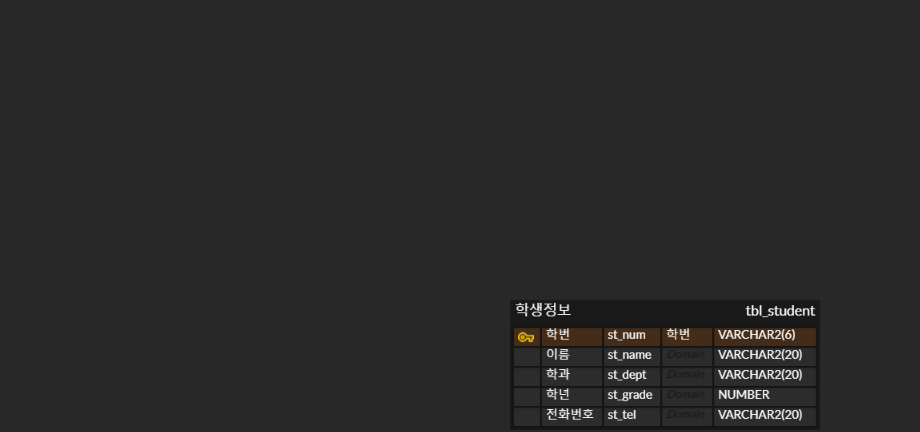 학생정보 tbl_student
학번 st_num 학번 VARCHAR2(6)
이름 st_name Domain VARCHAR2(20)
학과 st_dept Domain VARCHAR2(20)
학년 st_grade Domain NUMBER
전화번호 st_tel Domain VARCHAR2(20)